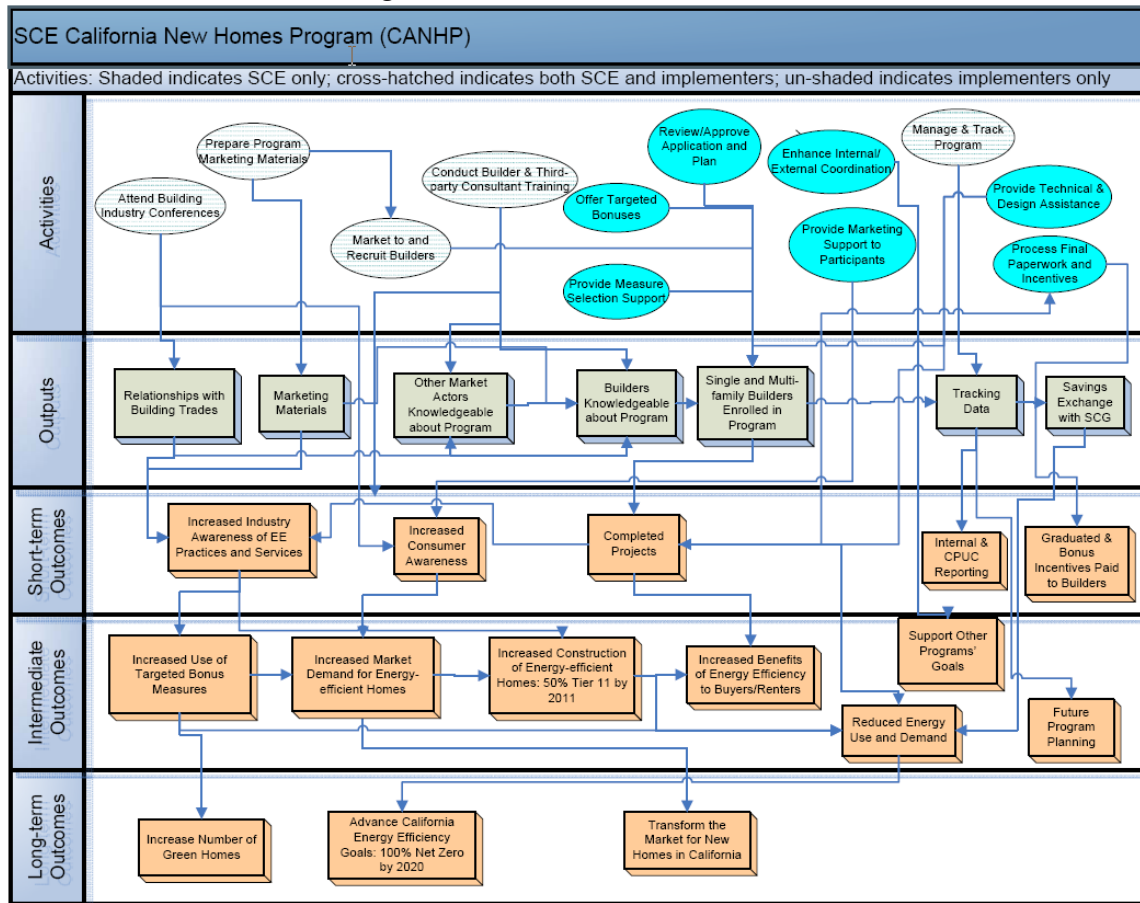 SCE California New Homes Program (CANHP)
Activities: Shaded indicates SCE only; cross-hatched indicates both SCE and implementers; un-shaded indicates implementers only
Activities
Prepare Program
Marketing Materials
Attend Building
Industry Conferences
Market to and
Recruit Builders
Conduct Builder & Third-
party Consultant Training
Offer Targeted
Bonuses
Provide Measure
Selection Support
Review/Approve
Application and
Plan
Enhance Internal/
External Coordination
Provide Marketing
Support to
Participants
Manage & Track
Program
Provide Technical &
Design Assistance
Process Final
Paperwork and
Incentives
Outputs
Relationships with
Building Trades
Marketing
Materials
Other Market
Actors
Knowledgeable
about Program
Builders
Knowledgeable
about Program
Single and Multi-
family Builders
Enrolled in
Program
Tracking
Data
Savings
Exchange
with SCG
Short-term
Outcomes
Increased Industry
Awareness of EE
Practices and Services
Increased
Consumer
Awareness
Completed
Projects
Internal &
CPUC
Reporting
Graduated &
Bonus
Incentives Paid
to Builders
Intermediate
Outcomes
Increased Use of
Targeted Bonus
Measures
Increased Market
Demand for Energy-
efficient Homes
Increased Construction
of Energy-efficient
Homes: 50% Tier 11 by
2011
Increased Benefits
of Energy Efficiency
to Buyers/Renters
Support Other
Programs'
Goals
Reduced Energy
Use and Demand
Future
Program
Planning
Long-term
Outcomes
Increase Number of
Green Homes
Advance California
Energy Efficiency
Goals: 100% Net Zero
by 2020
Transform the
Market for New
Homes in California